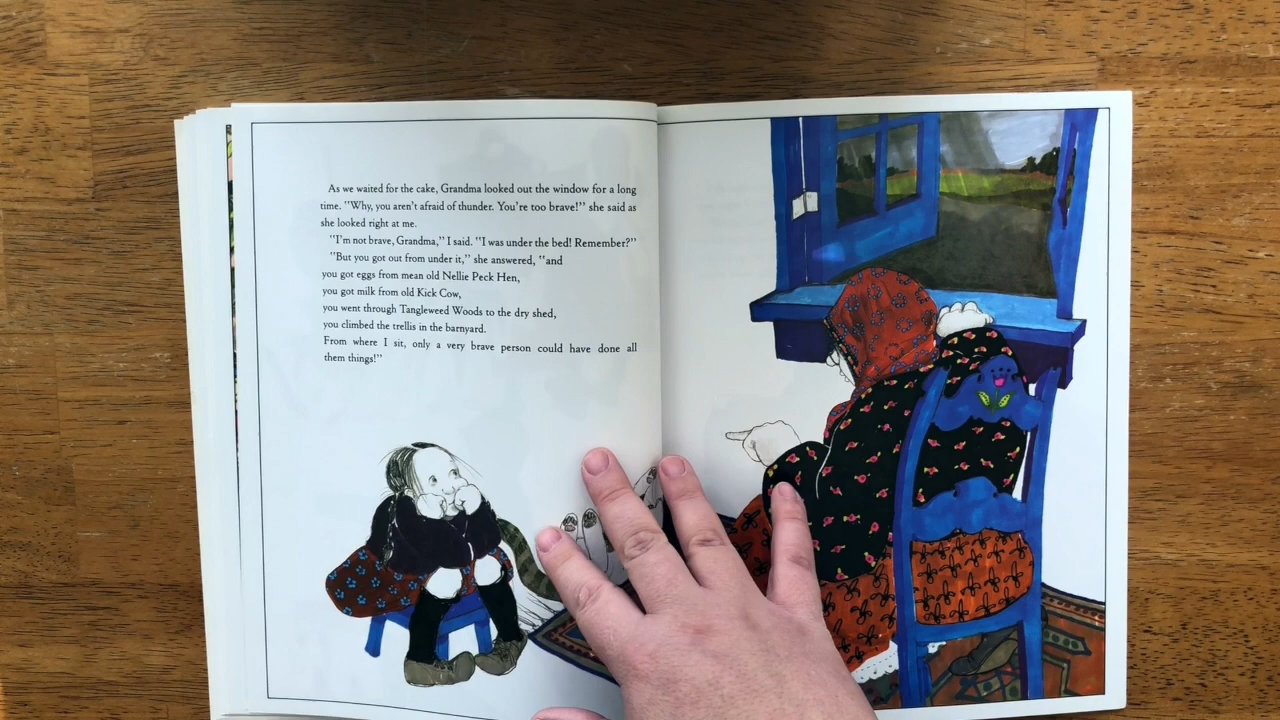 As we waited for the cake, Grandma looked out the window for a long
time. "Why, you aren't afraid of thunder. You're too brave!" she said as
she looked right at me.
"I'm not brave, Grandma," I said. "I was under the bed! Remember?"
"But you got out from under it," she answered, "and
you got eggs from mean old Nellie Peck Hen,
you got milk from old Kick Cow,
you went through Tangleweed Woods to the dry shed,
you climbed the trellis in the barnyard.
From where I sit, only a very brave person could have done all
them things!"